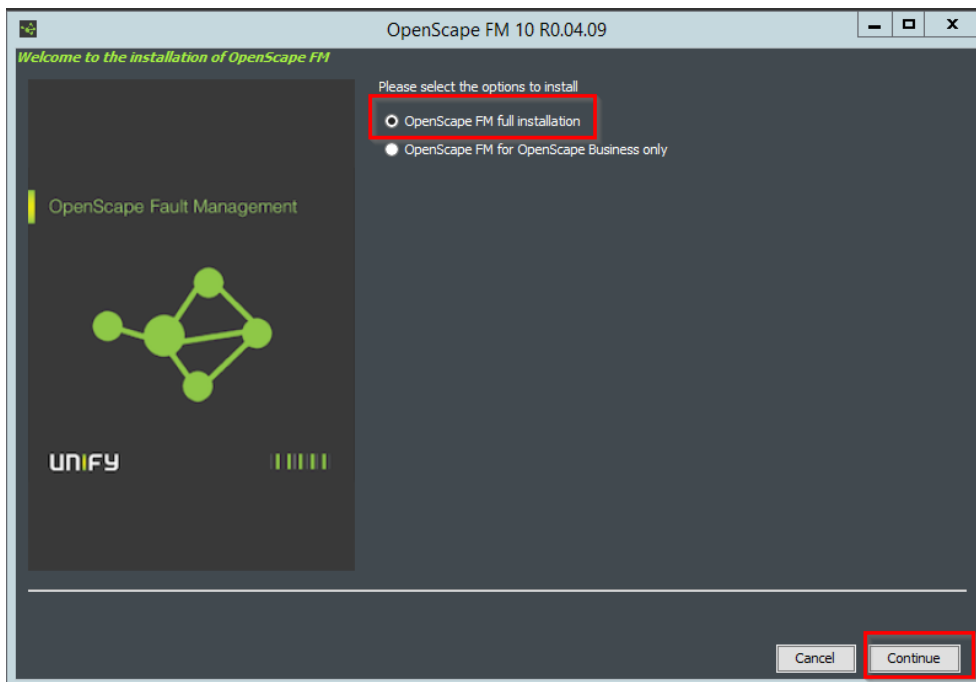 OpenScape FM 10 R0.04.09
Welcome to the installation of OpenScape FM
Please select the options to install
OpenScape FM full installation
OpenScape FM for OpenScape Business only
OpenScape Fault Management
UNIFY
Cancel
Continue